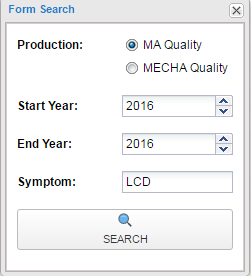 Form Search
Production: MA Quality
MECHA Quality
Start Year: 2016
End Year: 2016
Symptom: LCD
SEARCH